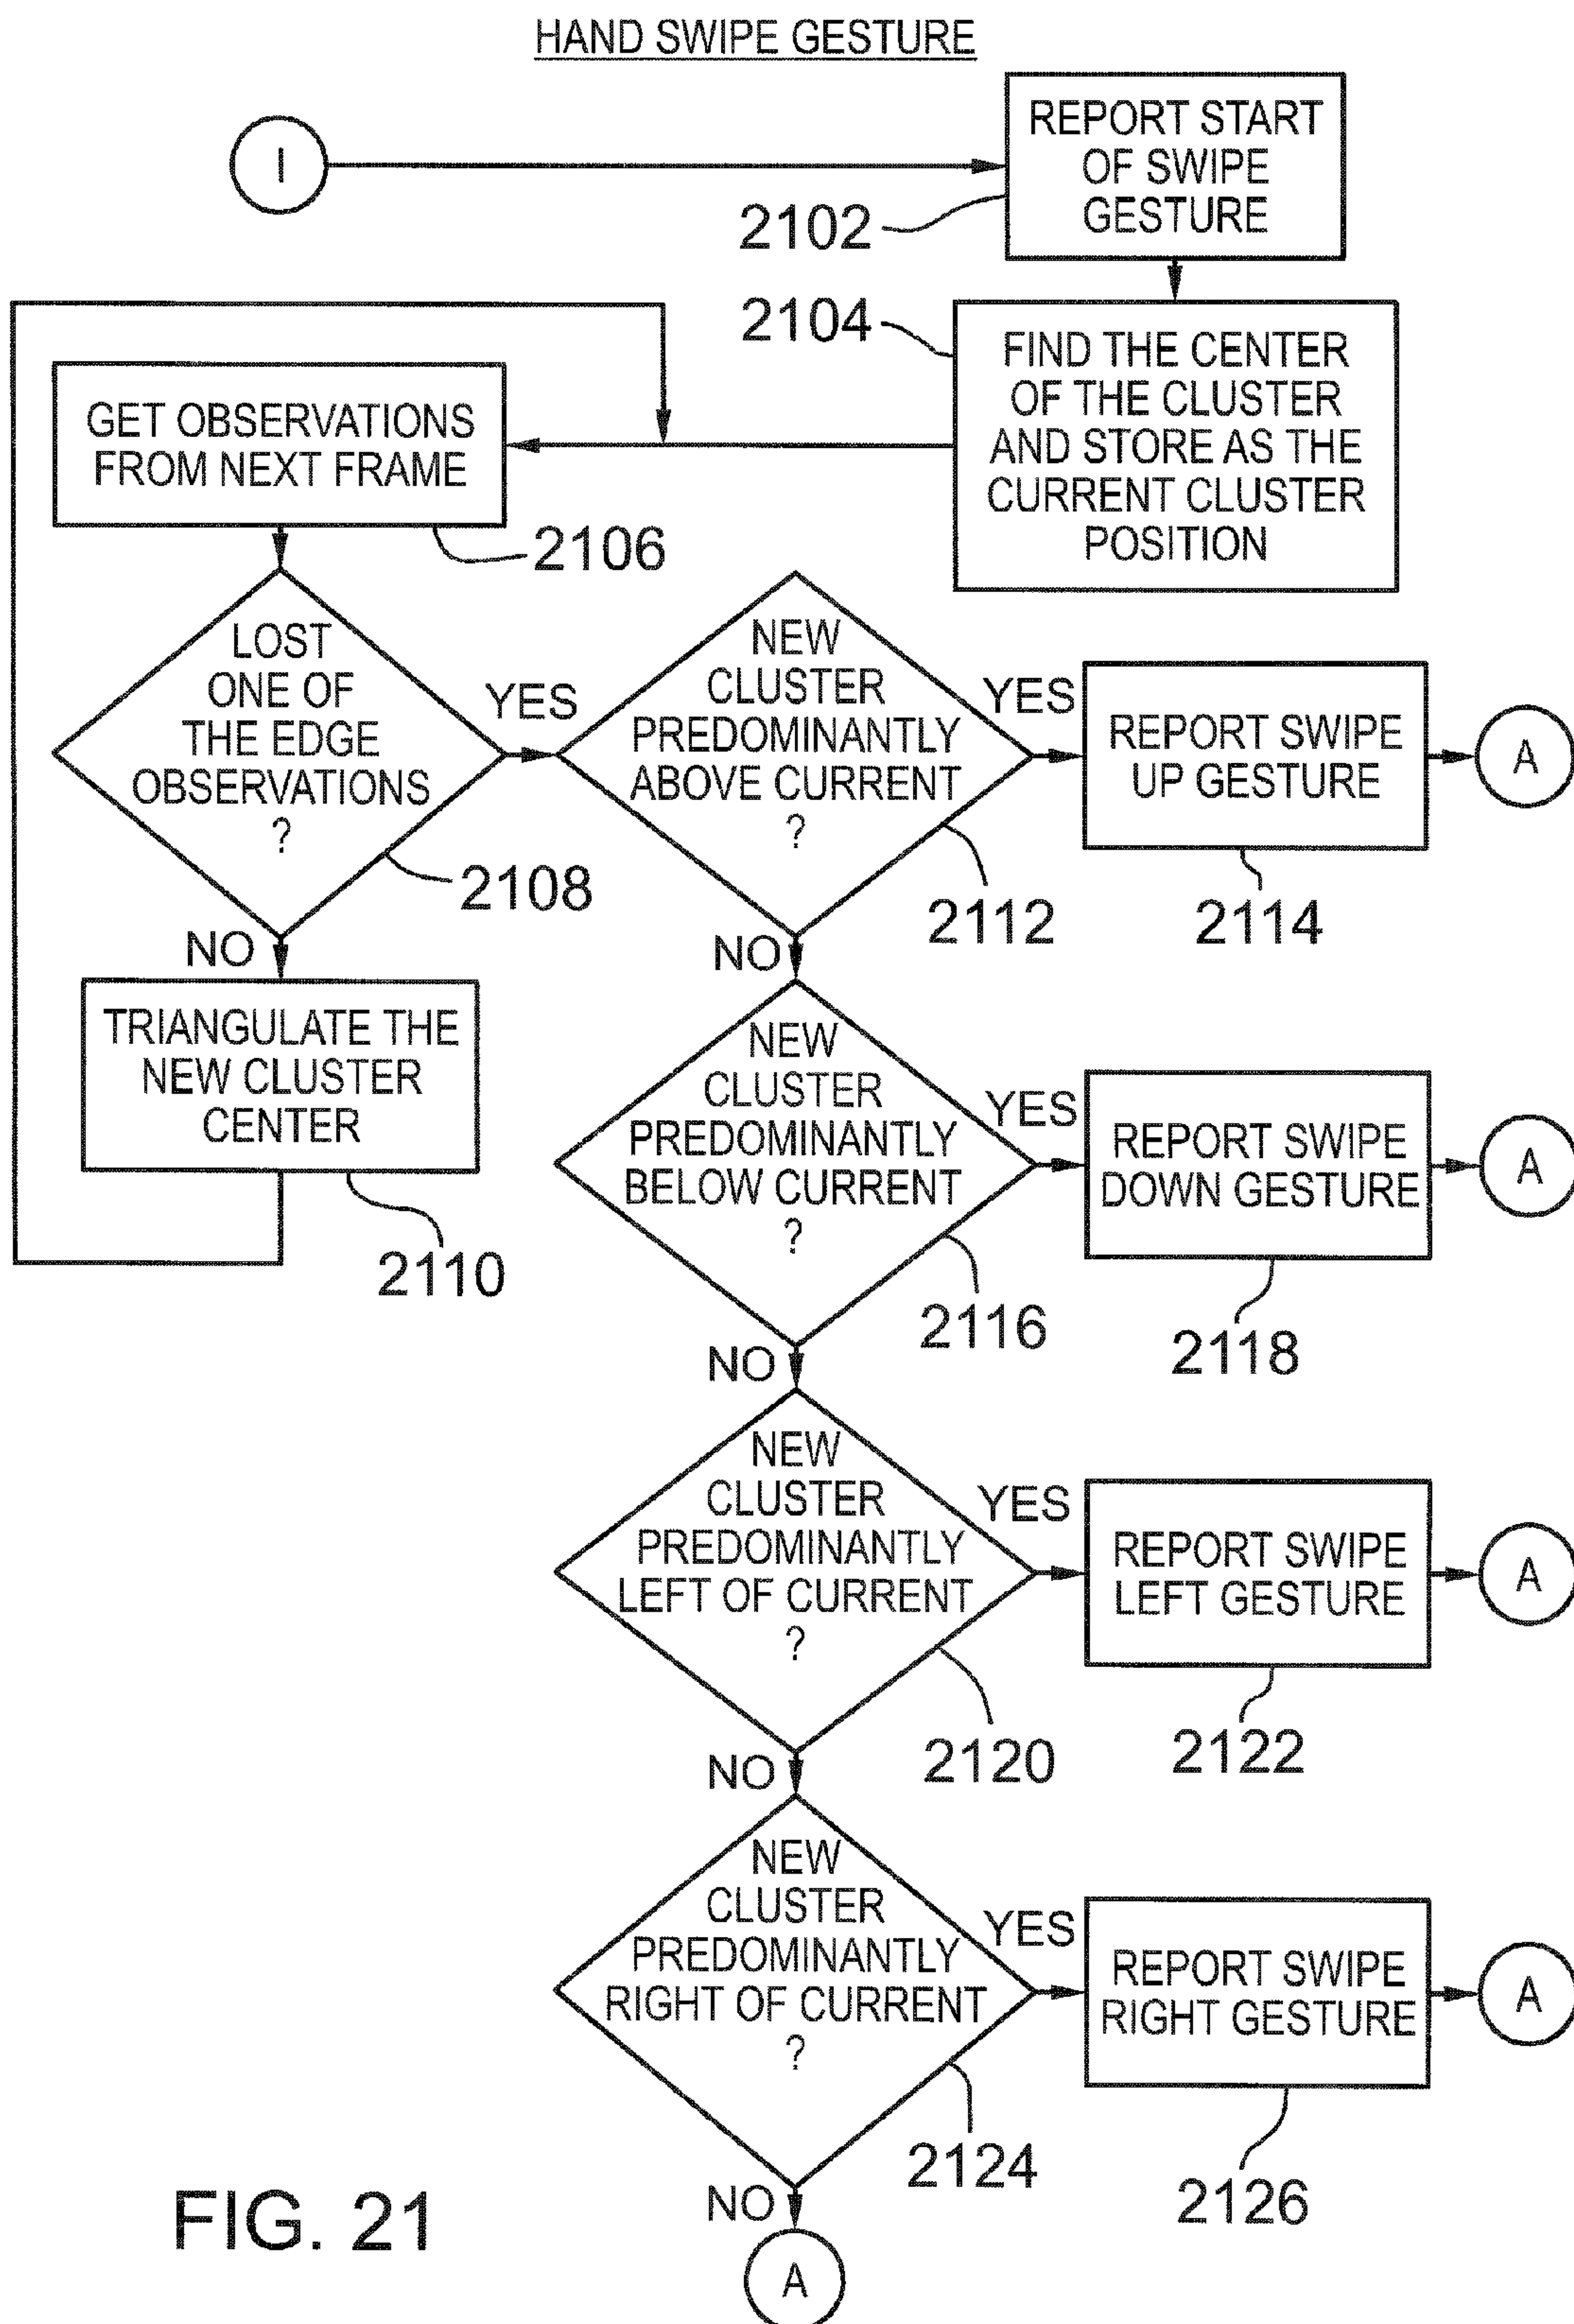 HAND SWIPE GESTURE
I
REPORT START
OF SWIPE
GESTURE
2102
2104
FIND THE CENTER
OF THE CLUSTER
AND STORE AS THE
CURRENT CLUSTER
POSITION
GET OBSERVATIONS
FROM NEXT FRAME
2106
LOST
ONE OF
THE EDGE
OBSERVATIONS
?
2108
YES
NO
TRIANGULATE THE
NEW CLUSTER
CENTER
2110
NEW
CLUSTER
PREDOMINANTLY
ABOVE CURRENT
?
2112
YES
REPORT SWIPE
UP GESTURE
2114
A
NO
NEW
CLUSTER
PREDOMINANTLY
BELOW CURRENT
?
2116
YES
REPORT SWIPE
DOWN GESTURE
2118
A
NO
NEW
CLUSTER
PREDOMINANTLY
LEFT OF CURRENT
?
2120
YES
REPORT SWIPE
LEFT GESTURE
2122
A
NO
NEW
CLUSTER
PREDOMINANTLY
RIGHT OF CURRENT
?
2124
YES
REPORT SWIPE
RIGHT GESTURE
2126
A
NO
A
FIG. 21